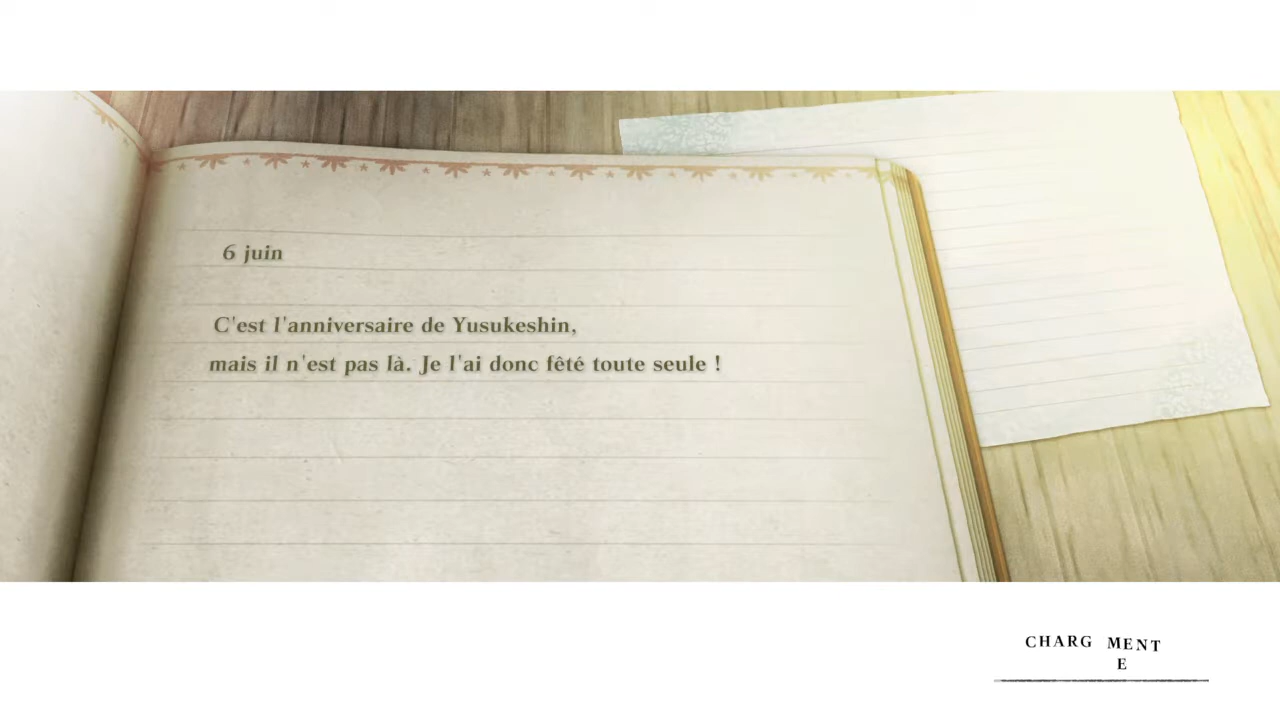 6 juin
C'est l'anniversaire de Yusukeshin,
mais il n'est pas là. Je l'ai donc fêté toute seule !
CHARG MENT
E